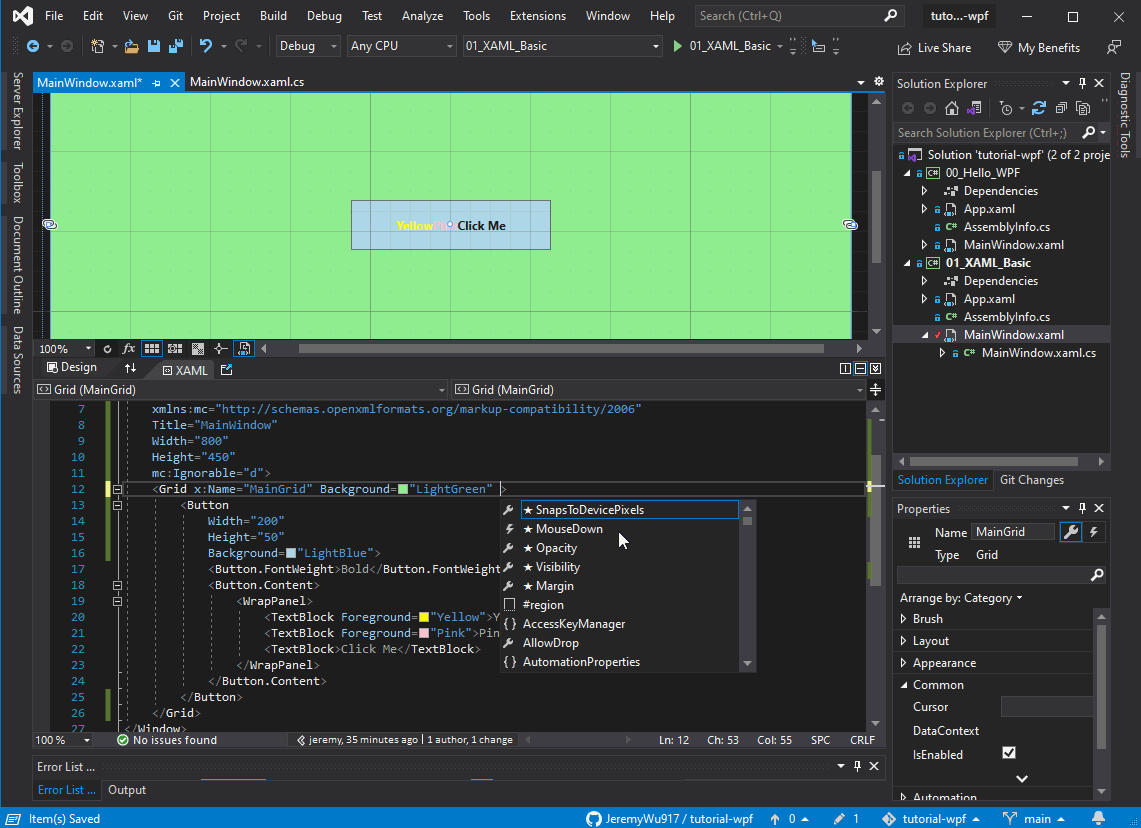 File Edit View Git Project Build Debug Test Analyze Tools Extensions Window Help Search (Ctrl+Q) tuto...-wpf
Debug Any CPU 01_XAML_Basic 01_XAML_Basic Live Share My Benefits
Server Explorer
Toolbox
Document Outline
Data Sources
MainWindow.xaml* MainWindow.xaml.cs
YellowPink Click Me
100%
Design XAML
Grid (MainGrid) Grid (MainGrid)
7 xmlns:mc="http://schemas.openxmlformats.org/markup-compatibility/2006"
8 Title="MainWindow"
9 Width="800"
10 Height="450"
11 mc:Ignorable="d">
12 <Grid x:Name="MainGrid" Background="LightGreen" >
13 <Button
14 Width="200"
15 Height="50"
16 Background="LightBlue">
17 <Button.FontWeight>Bold</Button.FontWeight
18 <Button.Content>
19 <WrapPanel>
20 <TextBlock Foreground="Yellow">Y
21 <TextBlock Foreground="Pink">Pin
22 <TextBlock>Click Me</TextBlock>
23 </WrapPanel>
24 </Button.Content>
25 </Button>
26 </Grid>
27 </Window>
SnapsToDevicePixels
MouseDown
Opacity
Visibility
Margin
#region
AccessKeyManager
AllowDrop
AutomationProperties
100 % No issues found jeremy, 35 minutes ago | 1 author, 1 change Ln: 12 Ch: 53 Col: 55 SPC CRLF
Error List ...
Error List ... Output
Solution Explorer
Search Solution Explorer (Ctrl+;)
Solution 'tutorial-wpf' (2 of 2 proje
00_Hello_WPF
Dependencies
App.xaml
AssemblyInfo.cs
MainWindow.xaml
01_XAML_Basic
Dependencies
App.xaml
AssemblyInfo.cs
MainWindow.xaml
MainWindow.xaml.cs
Solution Explorer Git Changes
Properties
Name MainGrid
Type Grid
Arrange by: Category
Brush
Layout
Appearance
Common
Cursor
DataContext
IsEnabled
Automation
Diagnostic Tools
Item(s) Saved JeremyWu917 / tutorial-wpf 0 1 tutorial-wpf main